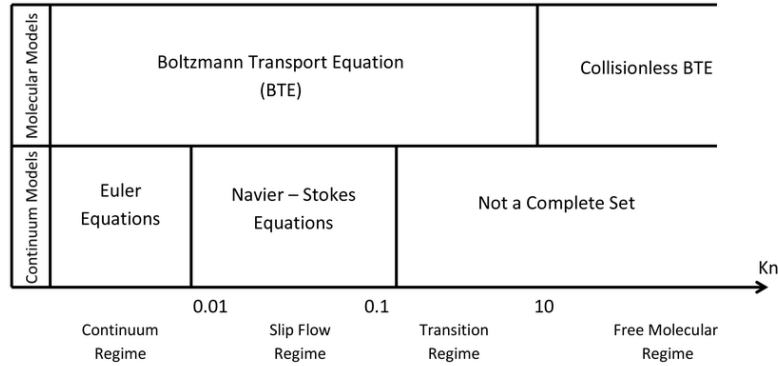 Molecular Models
Boltzmann Transport Equation
(BTE)
Collisionless BTE
Continuum Models
Euler
Equations
Navier – Stokes
Equations
Not a Complete Set
Kn
0.01
0.1
10
Continuum
Regime
Slip Flow
Regime
Transition
Regime
Free Molecular
Regime